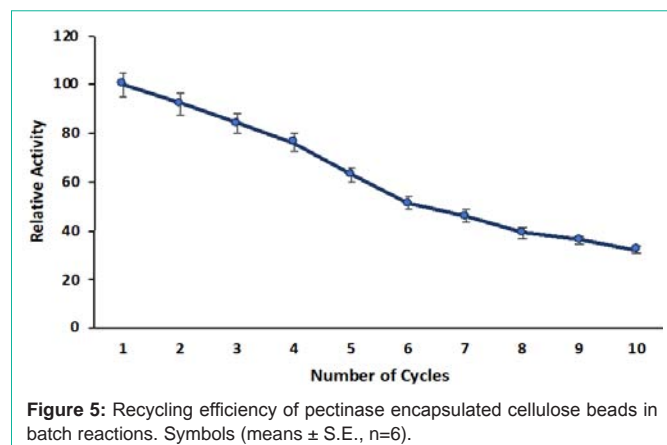 120
100
80
60
40
20
0
Relative Activity
1 2 3 4 5 6 7 8 9 10
Number of Cycles
Figure 5: Recycling efficiency of pectinase encapsulated cellulose beads in
batch reactions. Symbols (means ± S.E., n=6).